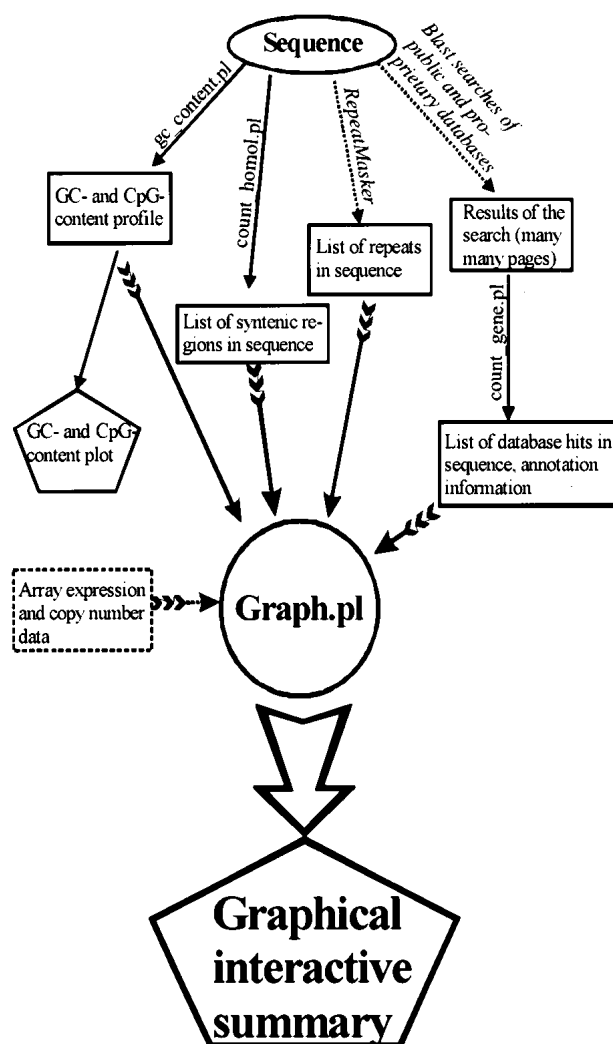 Sequence
gc_content.pl
count_homol.pl
RepeatMasker
Blast searches of
public and pro-
prietary databases
GC- and CpG-
content profile
List of syntenic re-
gions in sequence
List of repeats
in sequence
Results of the
search (many
many pages)
count_gene.pl
GC- and CpG-
content plot
List of database hits in
sequence, annotation
information
Array expression
and copy number
data
Graph.pl
Graphical
interactive
summary